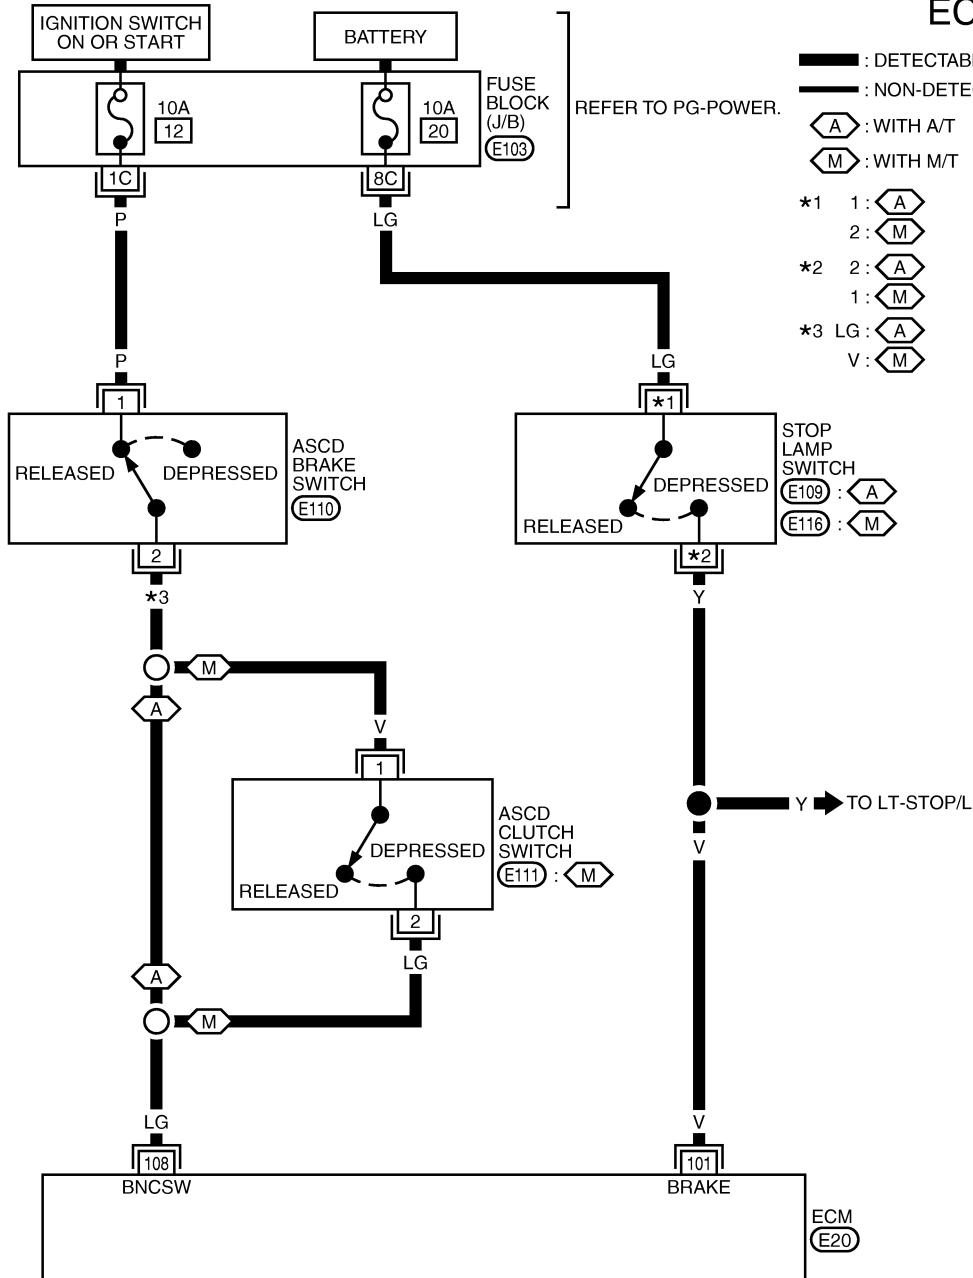 EC
IGNITION SWITCH
ON OR START
BATTERY
10A
12
10A
20
FUSE
BLOCK
(J/B)
E103
REFER TO PG-POWER.
1C
8C
P
LG
: DETECTAB
: NON-DETE
A : WITH A/T
M : WITH M/T
*1 1 : A
2 : M
*2 2 : A
1 : M
*3 LG : A
V : M
P
LG
1
*1
RELEASED
DEPRESSED
ASCD
BRAKE
SWITCH
E110
DEPRESSED
RELEASED
STOP
LAMP
SWITCH
E109 : A
E116 : M
2
*2
*3
Y
M
A
V
1
DEPRESSED
RELEASED
ASCD
CLUTCH
SWITCH
E111 : M
2
LG
Y
TO LT-STOP/L
V
A
M
LG
V
108
101
BNCSW
BRAKE
ECM
E20